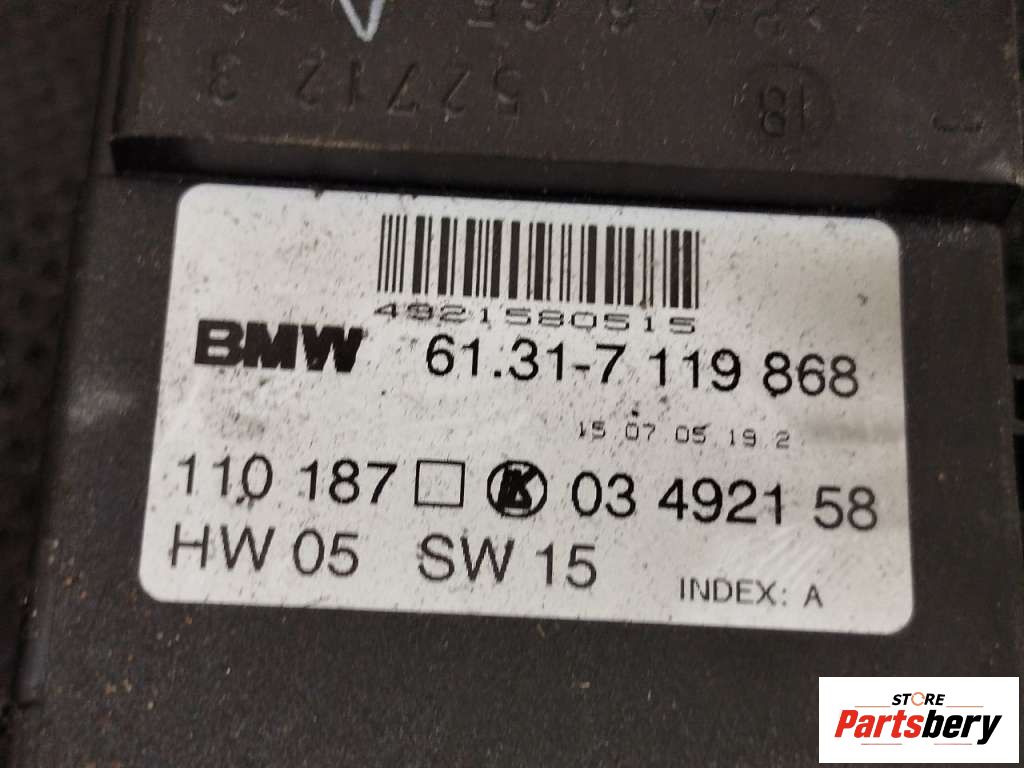 52712 3
18
4921580515
BMW 61.31-7 119 868
15 07 05 19 2
110 187 K 03 4921 58
HW 05 SW 15
INDEX: A
STORE
Partsbery